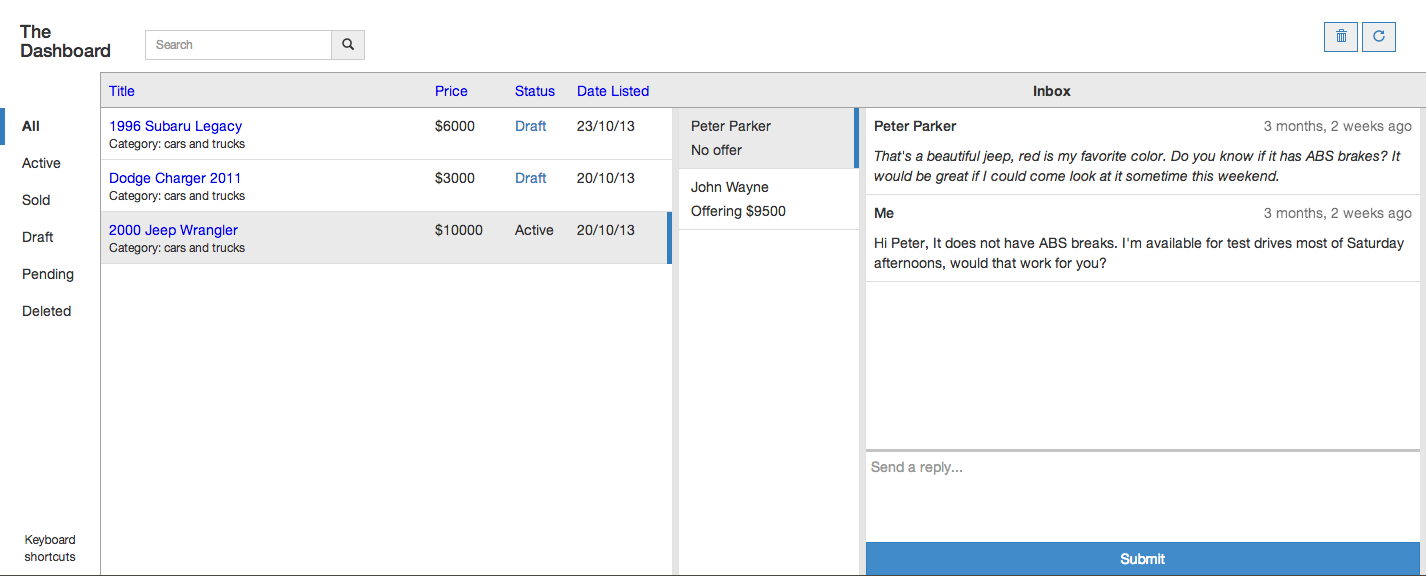 The
Dashboard
Search
Title Price Status Date Listed Inbox
All
Active
Sold
Draft
Pending
Deleted
Keyboard
shortcuts
1996 Subaru Legacy $6000 Draft 23/10/13
Category: cars and trucks
Dodge Charger 2011 $3000 Draft 20/10/13
Category: cars and trucks
2000 Jeep Wrangler $10000 Active 20/10/13
Category: cars and trucks
Peter Parker
No offer
John Wayne
Offering $9500
Peter Parker 3 months, 2 weeks ago
That's a beautiful jeep, red is my favorite color. Do you know if it has ABS brakes? It
would be great if I could come look at it sometime this weekend.
Me 3 months, 2 weeks ago
Hi Peter, It does not have ABS breaks. I'm available for test drives most of Saturday
afternoons, would that work for you?
Send a reply...
Submit